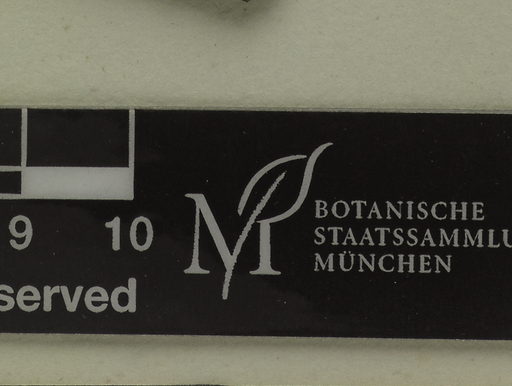 9 10
served
M
BOTANISCHE
STAATSSAMMLU
MÜNCHEN